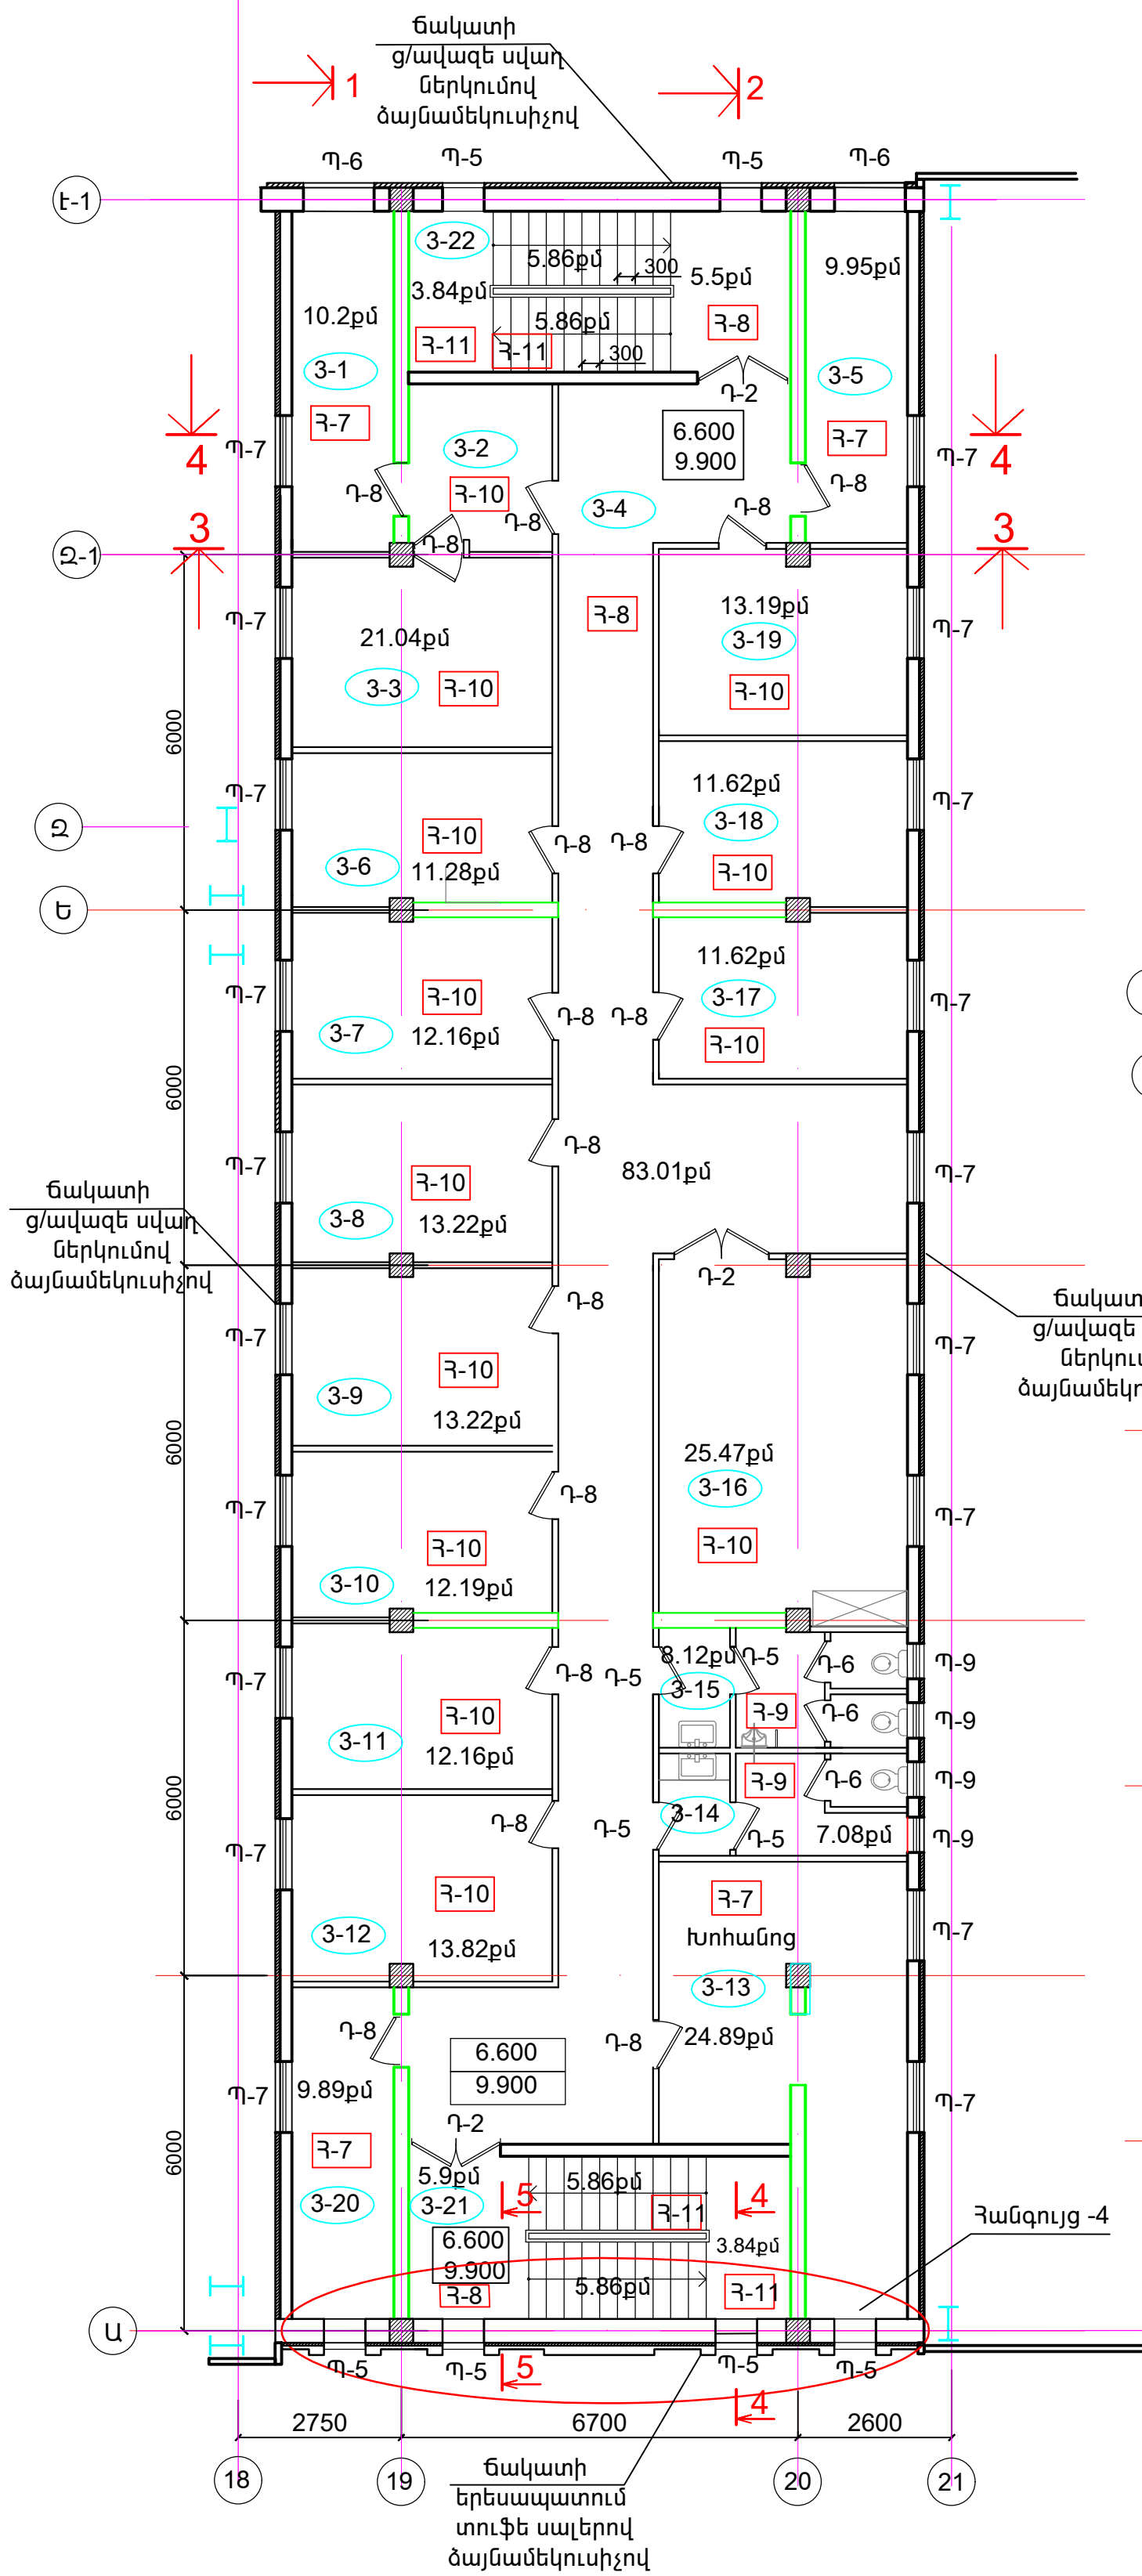 ճակատի
ց/ավազե սվաղ
ներկումով
ձայնամեկուսիչով
1
2
Պ-6
Պ-5
Պ-5
Պ-6
Է-1
3-22
5.86քմ
300
5.5քմ
9.95քմ
3.84քմ
10.2քմ
5.86քմ
Հ-8
Հ-11
Հ-11
300
3-1
3-5
Դ-2
Հ-7
6.600
9.900
Հ-7
4
Պ-7
3-2
Պ-7
4
Հ-10
Դ-8
Դ-8
3-4
Դ-8
Դ-8
3
Զ-1
Դ-8
3
Պ-7
Հ-8
13.19քմ
Պ-7
21.04քմ
3-19
3-3
Հ-10
Հ-10
6000
Պ-7
11.62քմ
Պ-7
Զ
3-18
Հ-10
Դ-8
Դ-8
3-6
11.28քմ
Հ-10
Ե
11.62քմ
Պ-7
Հ-10
3-17
Պ-7
3-7
12.16քմ
Դ-8
Դ-8
Հ-10
6000
Դ-8
Պ-7
83.01քմ
Պ-7
Հ-10
ճակատի
ց/ավազե սվաղ
ներկումով
ձայնամեկուսիչով
3-8
13.22քմ
Դ-2
Դ-8
ճակատ
ց/ավազե
ներկու
Պ-7
Պ-7
Հ-10
3-9
13.22քմ
6000
25.47քմ
3-16
Դ-8
Պ-7
Պ-7
Հ-10
Հ-10
3-10
12.19քմ
8.12քմ
Դ-5
Դ-6
Պ-9
Պ-7
Դ-8
Դ-5
3-15
Հ-10
Հ-9
Դ-6
Պ-9
3-11
12.16քմ
Հ-9
Դ-6
Պ-9
6000
Դ-8
3-14
Պ-7
Դ-5
Դ-5
7.08քմ
Պ-9
Հ-10
Հ-7
3-12
13.82քմ
Խոհանոց
Պ-7
3-13
Դ-8
Դ-8
24.89քմ
6.600
9.900
Պ-7
9.89քմ
Պ-7
Դ-2
6000
Հ-7
5.9քմ
5.86քմ
3-20
3-21
5
Հ-11
4
Հանգույց -4
6.600
9.900
3.84քմ
Հ-8
5.86քմ
Հ-11
Ա
Պ-5
Պ-5
5
Պ-5
Պ-5
4
2750
6700
2600
18
19
20
21
ճակատի
երեսապատում
տուֆե սալերով
ձայնամեկուսիչով